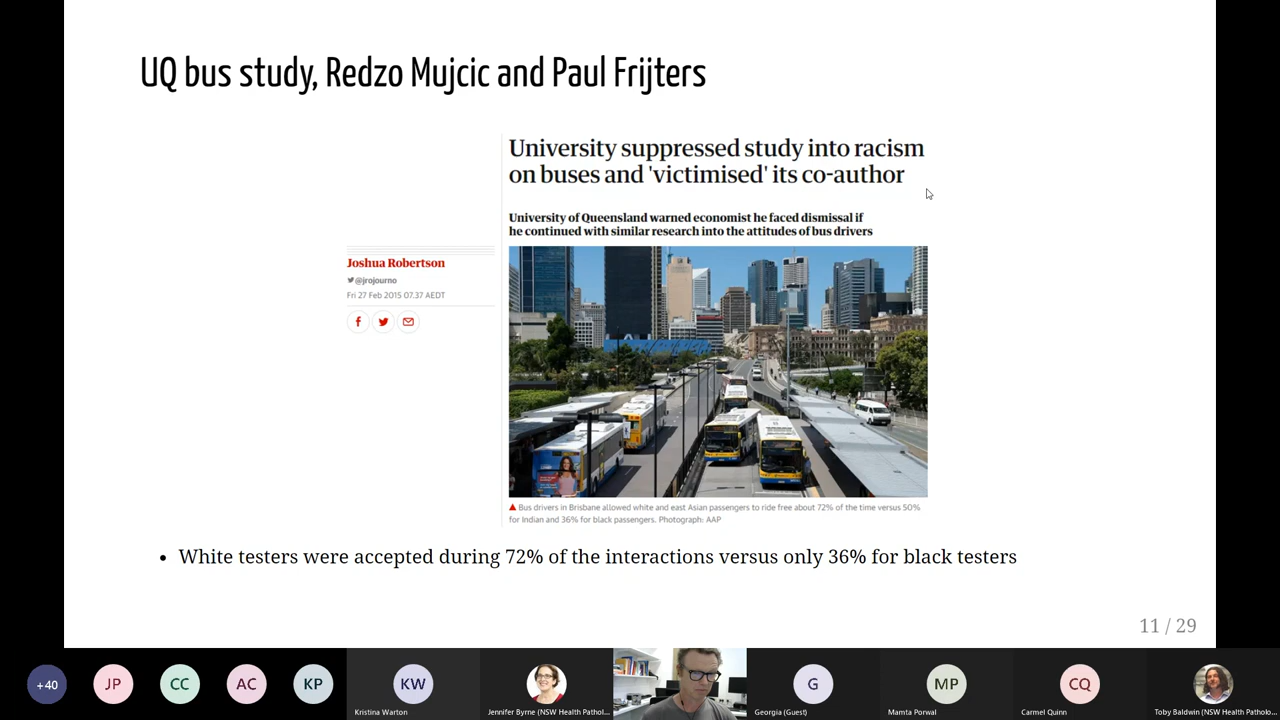 UQ bus study, Redzo Mujcic and Paul Frijters
University suppressed study into racism
on buses and 'victimised' its co-author
University of Queensland warned economist he faced dismissal if
he continued with similar research into the attitudes of bus drivers
Joshua Robertson
@jrojourno
Fri 27 Feb 2015 07.37 AEDT
Bus drivers in Brisbane allowed white and east Asian passengers to ride free about 72% of the time versus 50%
for Indian and 36% for black passengers. Photograph: AAP
• White testers were accepted during 72% of the interactions versus only 36% for black testers
11 / 29
+40
JP
CC
AC
KP
KW
G
MP
CQ
Kristina Warton
Jennifer Byrne (NSW Health Pathol...
Georgia (Guest)
Mamta Porwal
Carmel Quinn
Toby Baldwin (NSW Health Patholo...